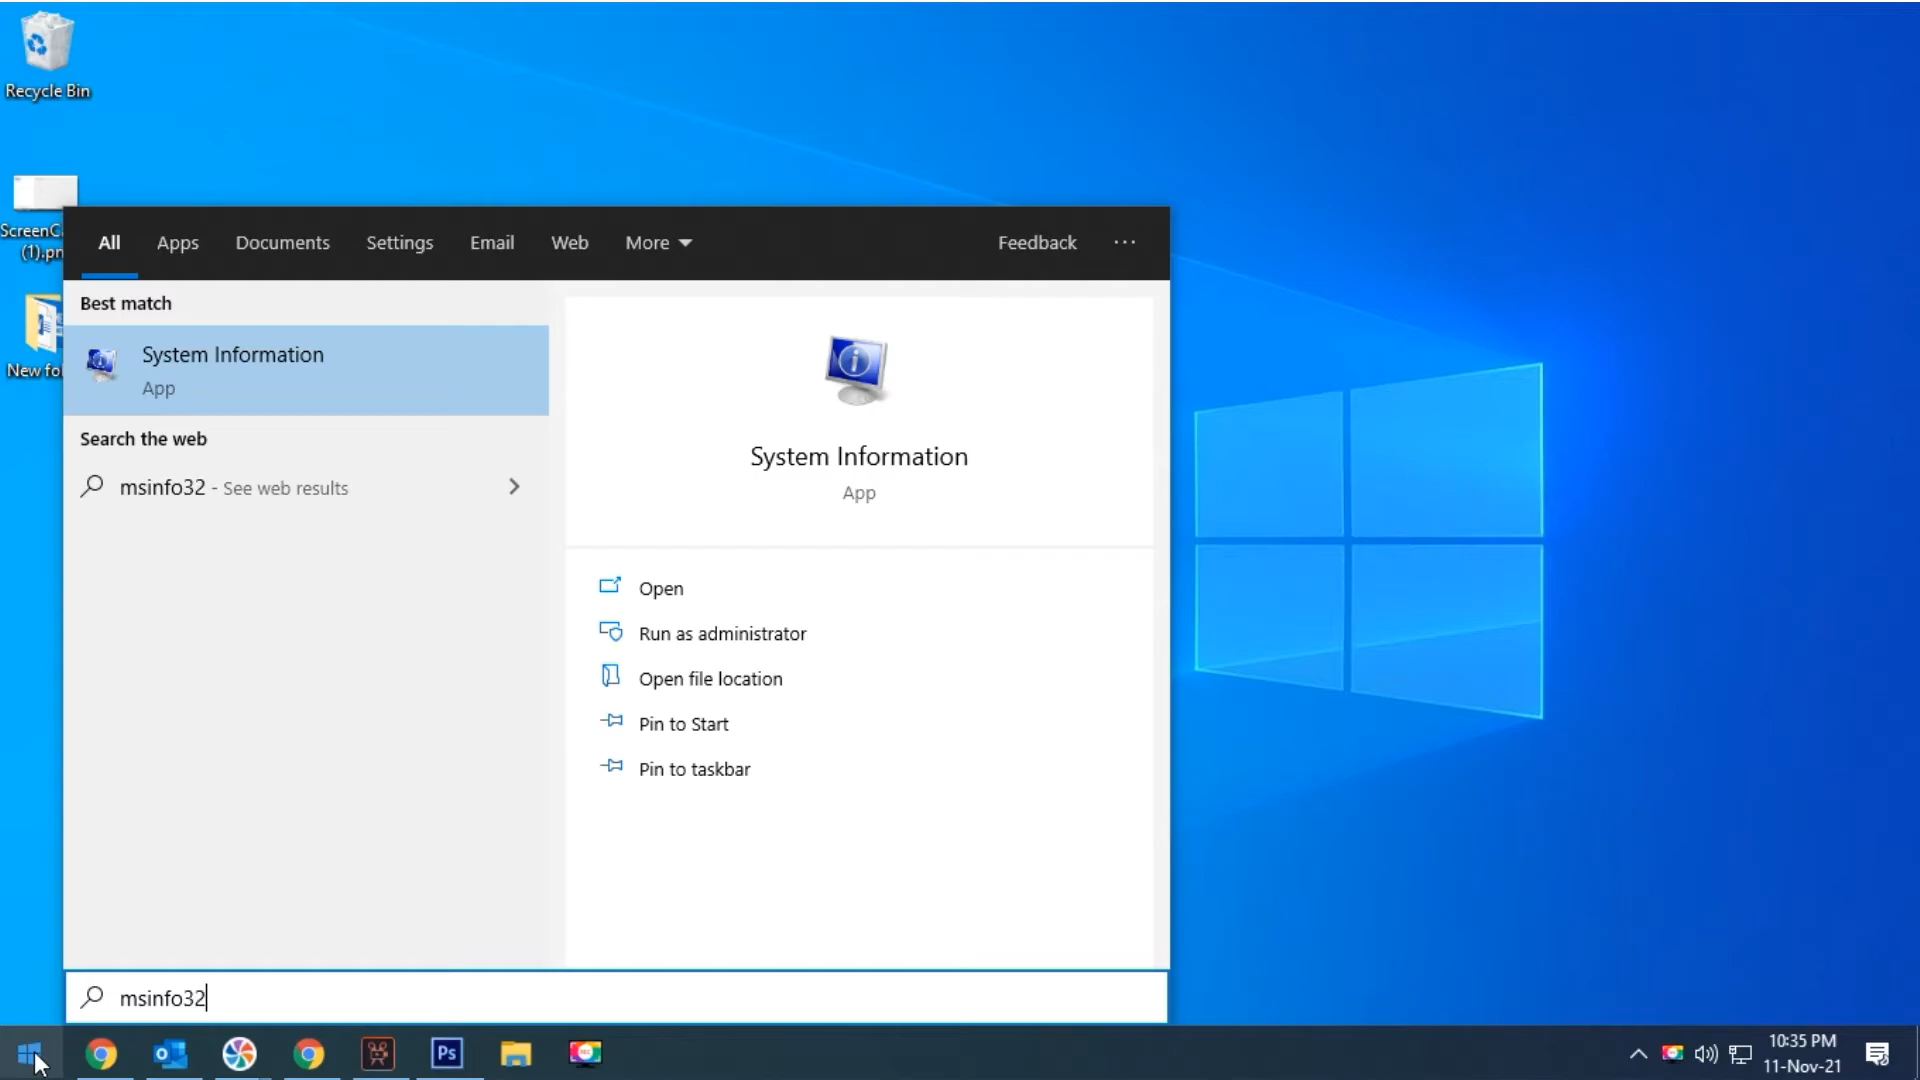 Recycle Bin
ScreenC
(1).pn
New fol
All Apps Documents Settings Email Web More Feedback ...
Best match
System Information
App
Search the web
msinfo32 - See web results
System Information
App
Open
Run as administrator
Open file location
Pin to Start
Pin to taskbar
msinfo32
Ps
10:35 PM
11-Nov-21